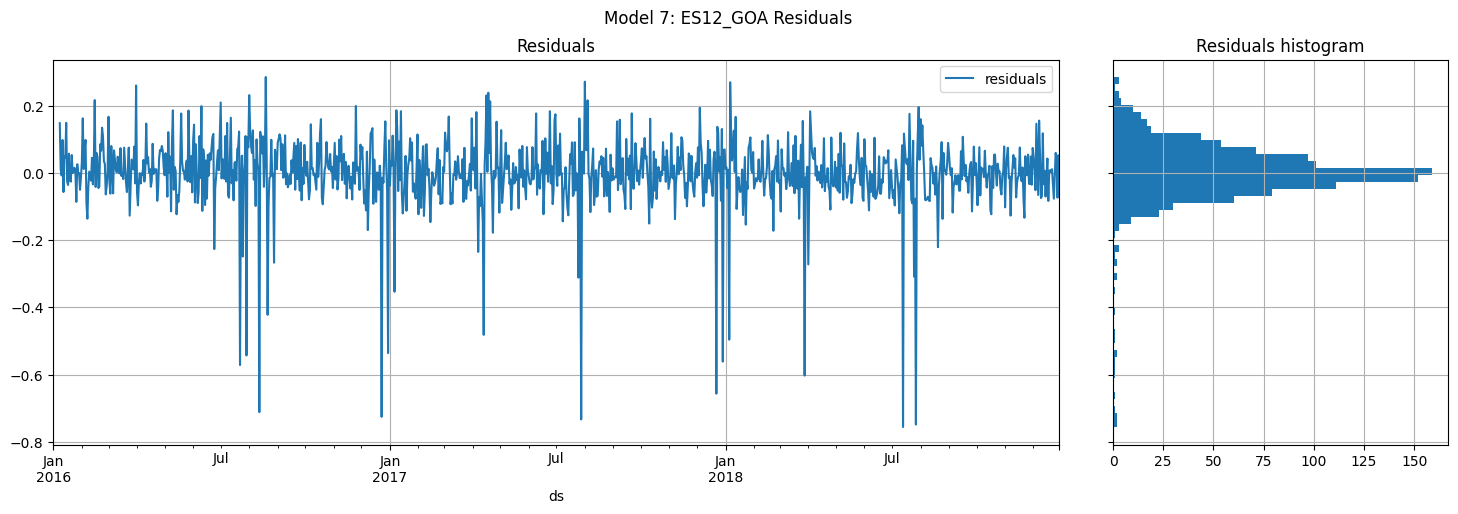 Model 7: ES12_GOA Residuals
Residuals
Residuals histogram
residuals
0.2
0.0
−0.2
−0.4
−0.6
−0.8
Jan
2016
Jul
Jan
2017
Jul
Jan
2018
Jul
ds
0 25 50 75 100 125 150